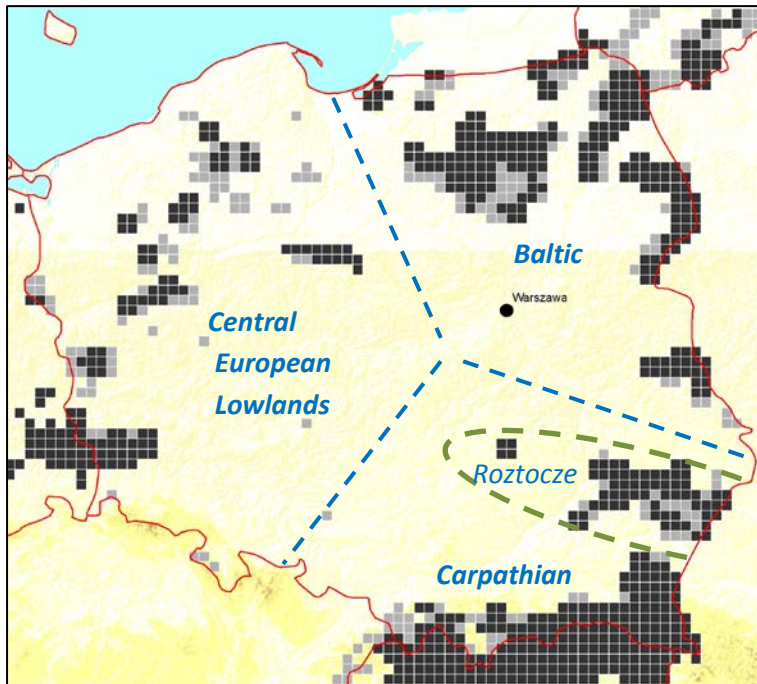 Baltic
Warszawa
Central
European
Lowlands
Roztocze
Carpathian